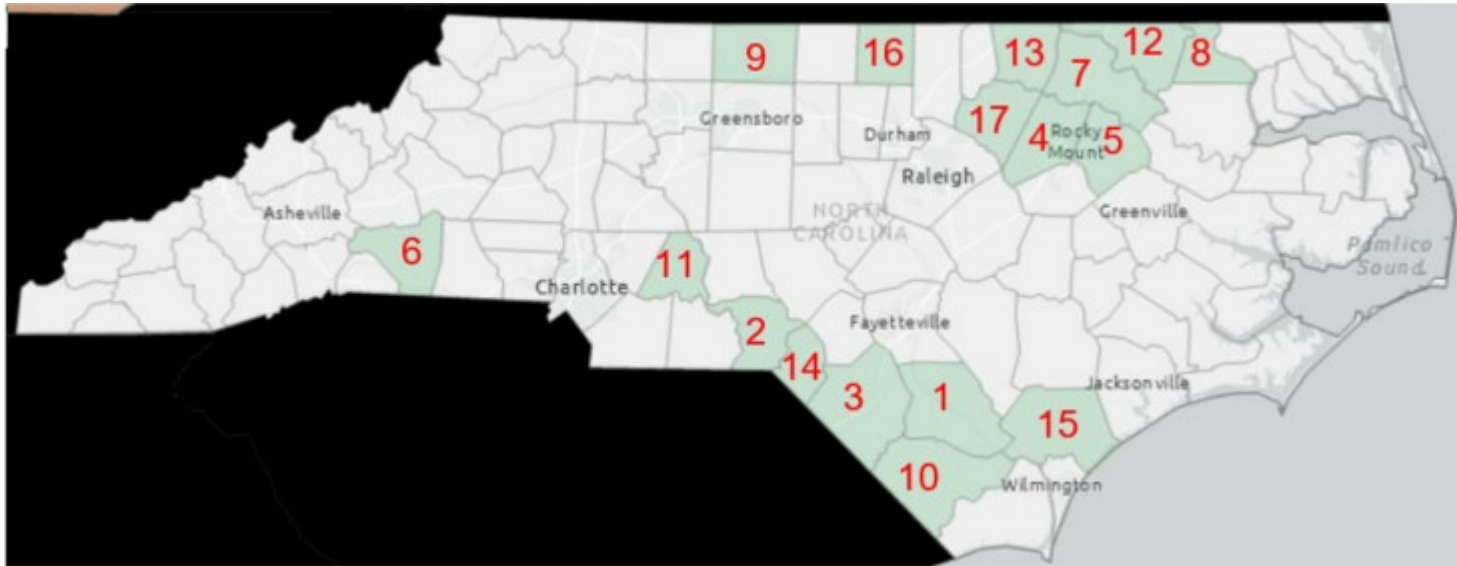 9
16
13
12
8
7
Greensboro
Durham
17
4
Rocky
Mount
5
Raleigh
Asheville
NORTH
CAROLINA
Greenville
6
Pamlico
Sound
11
Charlotte
2
Fayetteville
14
Jacksonville
3
1
15
10
Wilmington